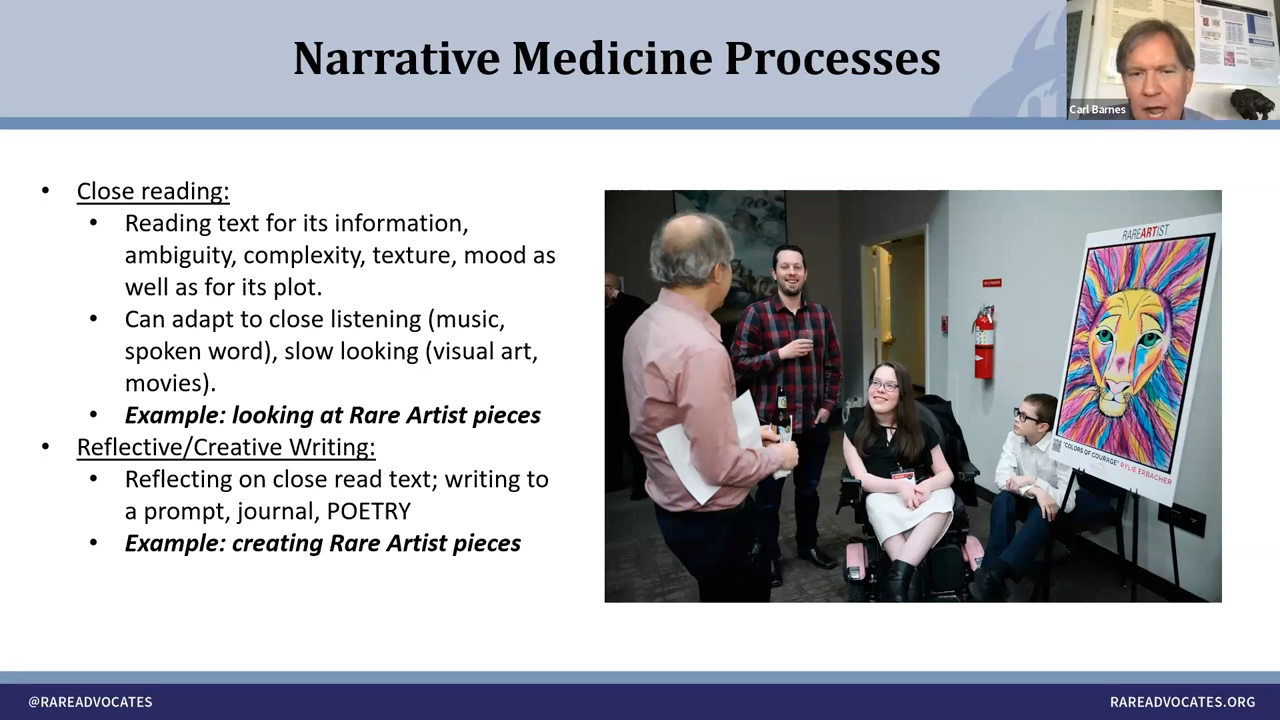 Narrative Medicine Processes
Carl Barnes
• Close reading:
• Reading text for its information,
ambiguity, complexity, texture, mood as
well as for its plot.
• Can adapt to close listening (music,
spoken word), slow looking (visual art,
movies).
• Example: looking at Rare Artist pieces
• Reflective/Creative Writing:
• Reflecting on close read text; writing to
a prompt, journal, POETRY
• Example: creating Rare Artist pieces
RAREARTIST
"COLORS OF COURAGE" RYLIE ERBACHER
@RAREADVOCATES
RAREADVOCATES.ORG